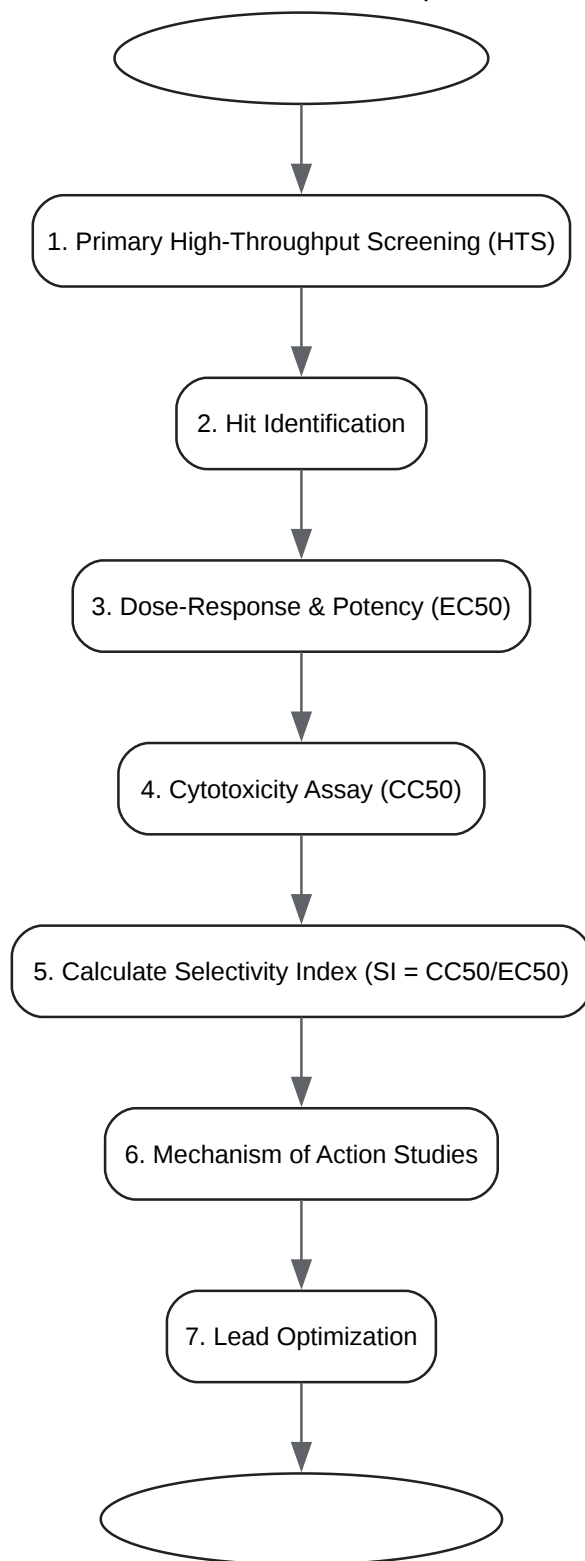 1. Primary High-Throughput Screening (HTS)
2. Hit Identification
3. Dose-Response & Potency (EC50)
4. Cytotoxicity Assay (CC50)
5. Calculate Selectivity Index (SI = CC50/EC50)
6. Mechanism of Action Studies
7. Lead Optimization